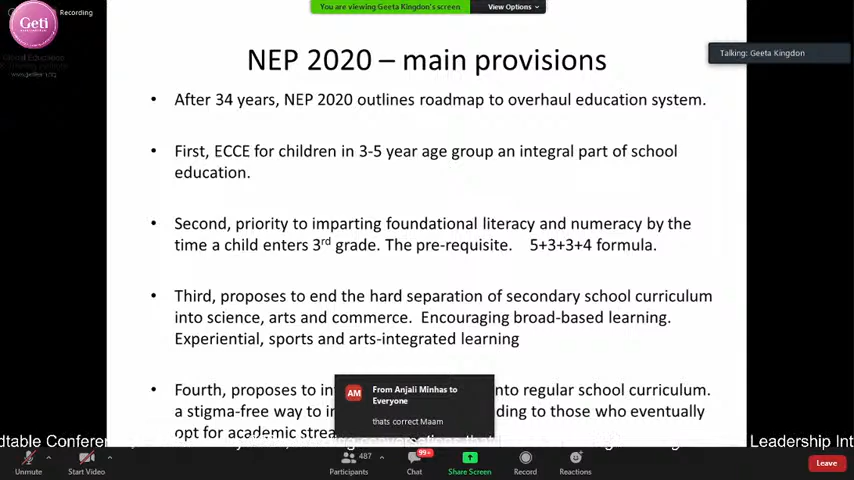 You are viewing Geeta Kingdon's screen
View Options
Recording
Geti
Talking: Geeta Kingdon
NEP 2020 – main provisions
• After 34 years, NEP 2020 outlines roadmap to overhaul education system.
• First, ECCE for children in 3-5 year age group an integral part of school
education.
• Second, priority to imparting foundational literacy and numeracy by the
time a child enters 3rd grade. The pre-requisite. 5+3+3+4 formula.
• Third, proposes to end the hard separation of secondary school curriculum
into science, arts and commerce. Encouraging broad-based learning.
Experiential, sports and arts-integrated learning
• Fourth, proposes to in nto regular school curriculum.
a stigma-free way to i ding to those who eventually
opt for academic strea
AM
From Anjali Minhas to
Everyone
thats correct Maam
dtable Conferen Leadership Int
Unmute
Start Video
487
Participants
99+
Chat
Share Screen
Record
Reactions
Leave